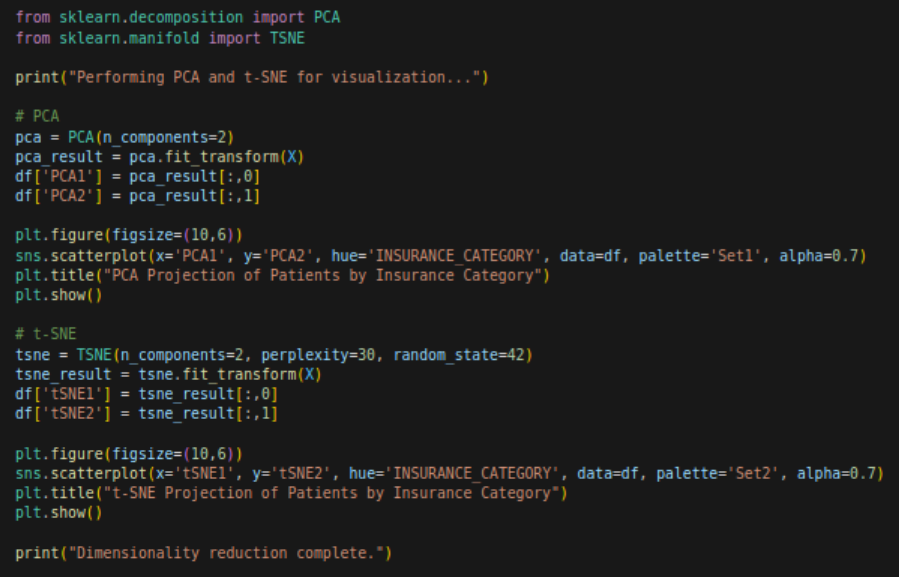 from sklearn.decomposition import PCA
from sklearn.manifold import TSNE
print("Performing PCA and t-SNE for visualization...")
# PCA
pca = PCA(n_components=2)
pca_result = pca.fit_transform(X)
df['PCA1'] = pca_result[:,0]
df['PCA2'] = pca_result[:,1]
plt.figure(figsize=(10,6))
sns.scatterplot(x='PCA1', y='PCA2', hue='INSURANCE_CATEGORY', data=df, palette='Set1', alpha=0.7)
plt.title("PCA Projection of Patients by Insurance Category")
plt.show()
# t-SNE
tsne = TSNE(n_components=2, perplexity=30, random_state=42)
tsne_result = tsne.fit_transform(X)
df['tSNE1'] = tsne_result[:,0]
df['tSNE2'] = tsne_result[:,1]
plt.figure(figsize=(10,6))
sns.scatterplot(x='tSNE1', y='tSNE2', hue='INSURANCE_CATEGORY', data=df, palette='Set2', alpha=0.7)
plt.title("t-SNE Projection of Patients by Insurance Category")
plt.show()
print("Dimensionality reduction complete.")